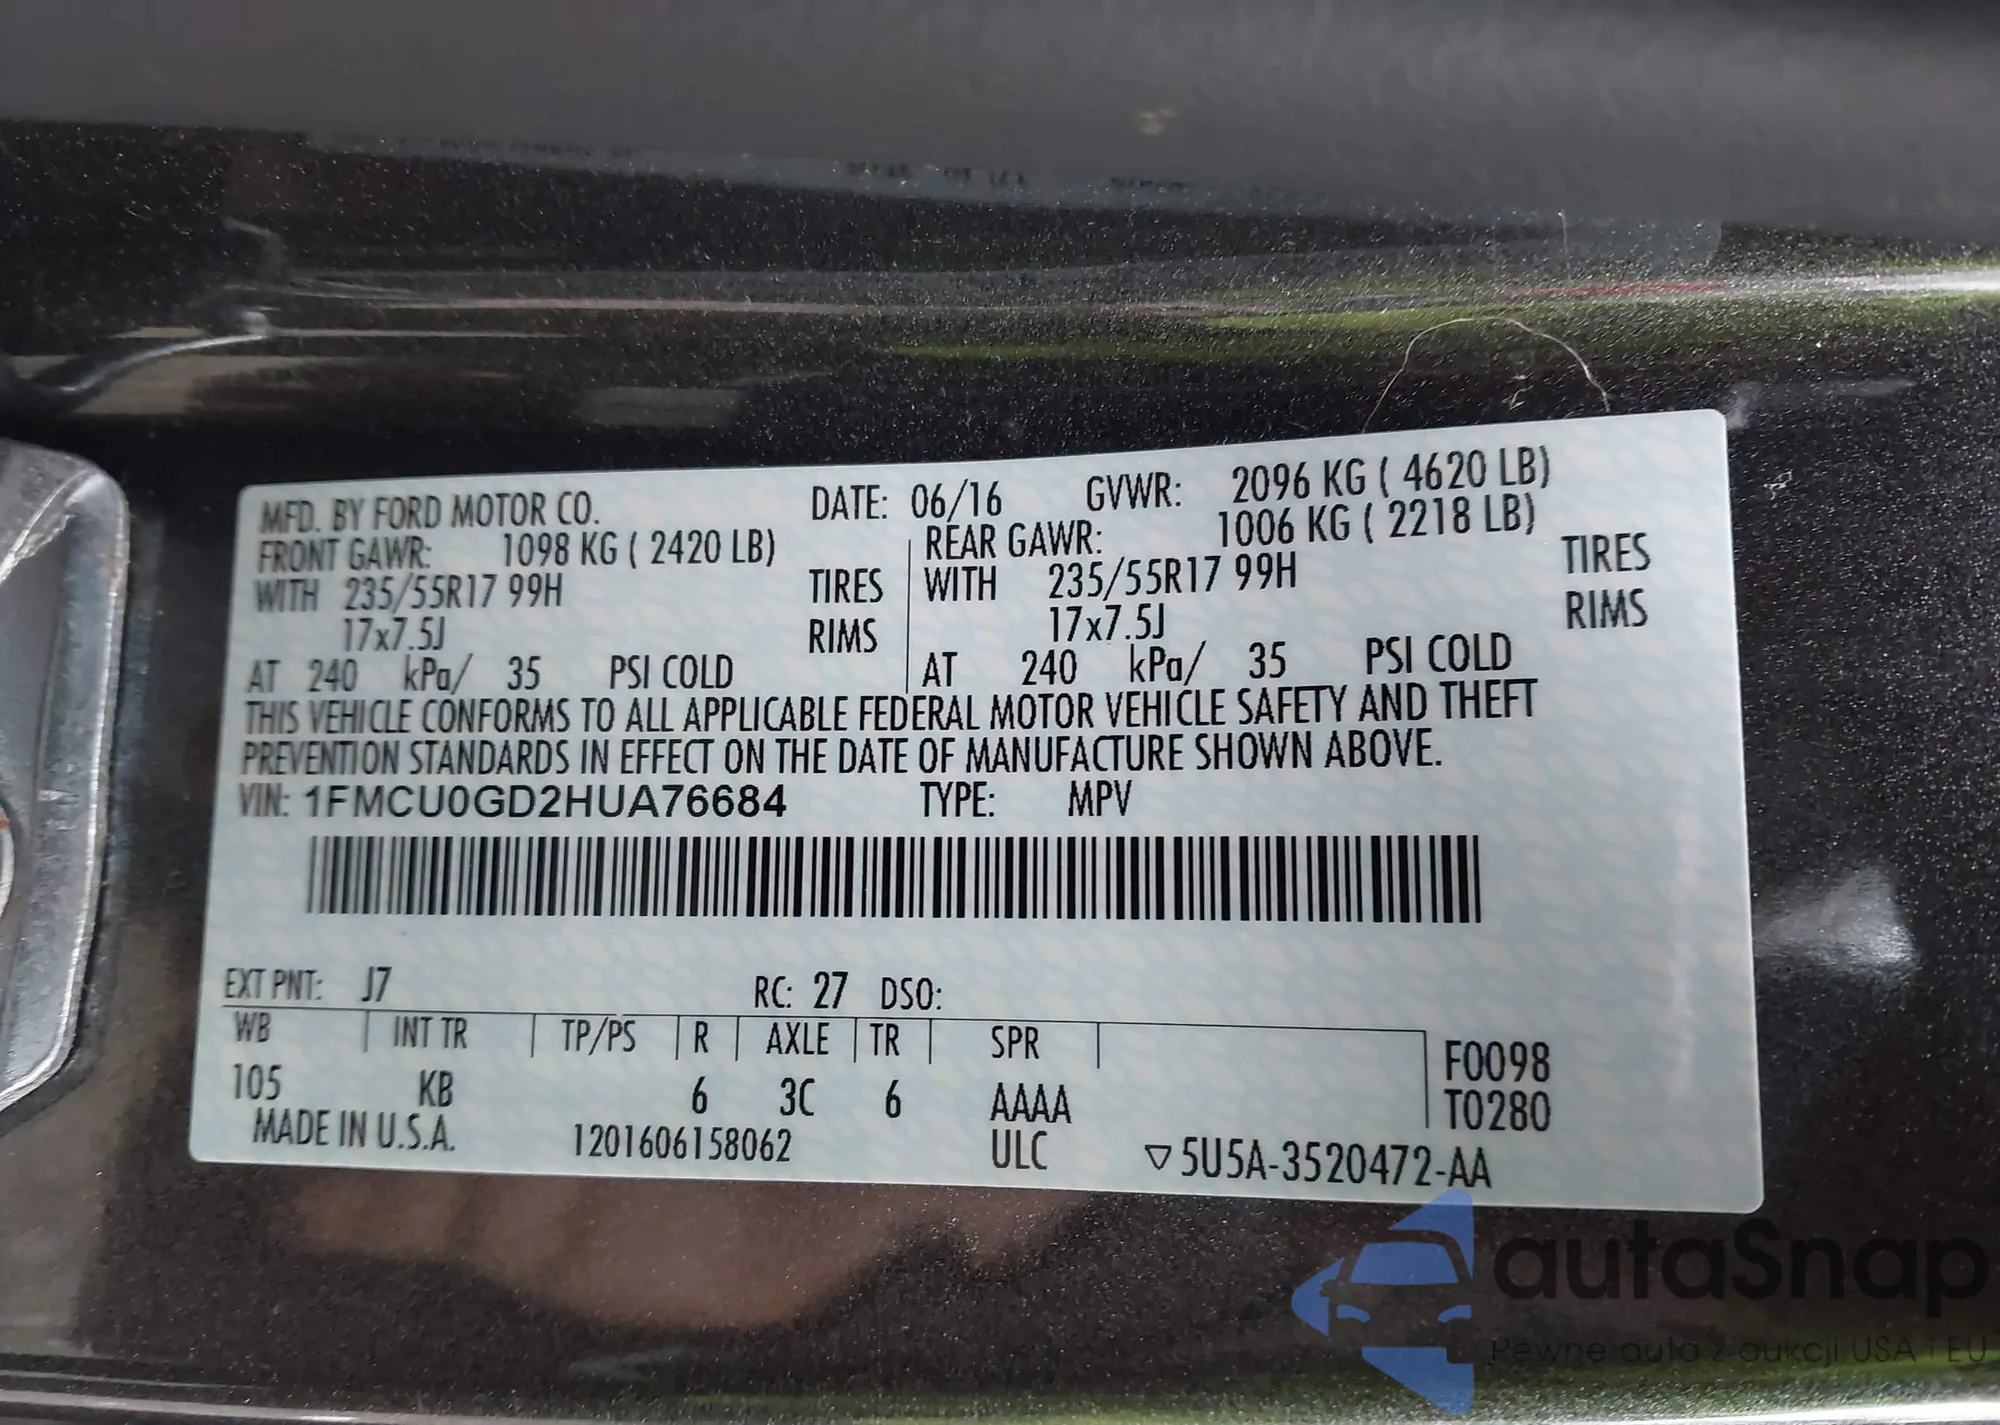 MFD. BY FORD MOTOR CO. DATE: 06/16 GVWR: 2096 KG ( 4620 LB)
FRONT GAWR: 1098 KG ( 2420 LB) REAR GAWR: 1006 KG ( 2218 LB)
WITH 235/55R17 99H TIRES WITH 235/55R17 99H TIRES
17x7.5J RIMS 17x7.5J RIMS
AT 240 kPa/ 35 PSI COLD AT 240 kPa/ 35 PSI COLD
THIS VEHICLE CONFORMS TO ALL APPLICABLE FEDERAL MOTOR VEHICLE SAFETY AND THEFT
PREVENTION STANDARDS IN EFFECT ON THE DATE OF MANUFACTURE SHOWN ABOVE.
VIN: 1FMCU0GD2HUA76684 TYPE: MPV
EXT PNT: J7 RC: 27 DSO:
WB INT TR TP/PS R AXLE TR SPR
105 KB 6 3C 6 AAAA
F0098
T0280
MADE IN U.S.A. 1201606158062 ULC ▽5U5A-3520472-AA
autaSnap
Pewne auta z aukcji USA i EU